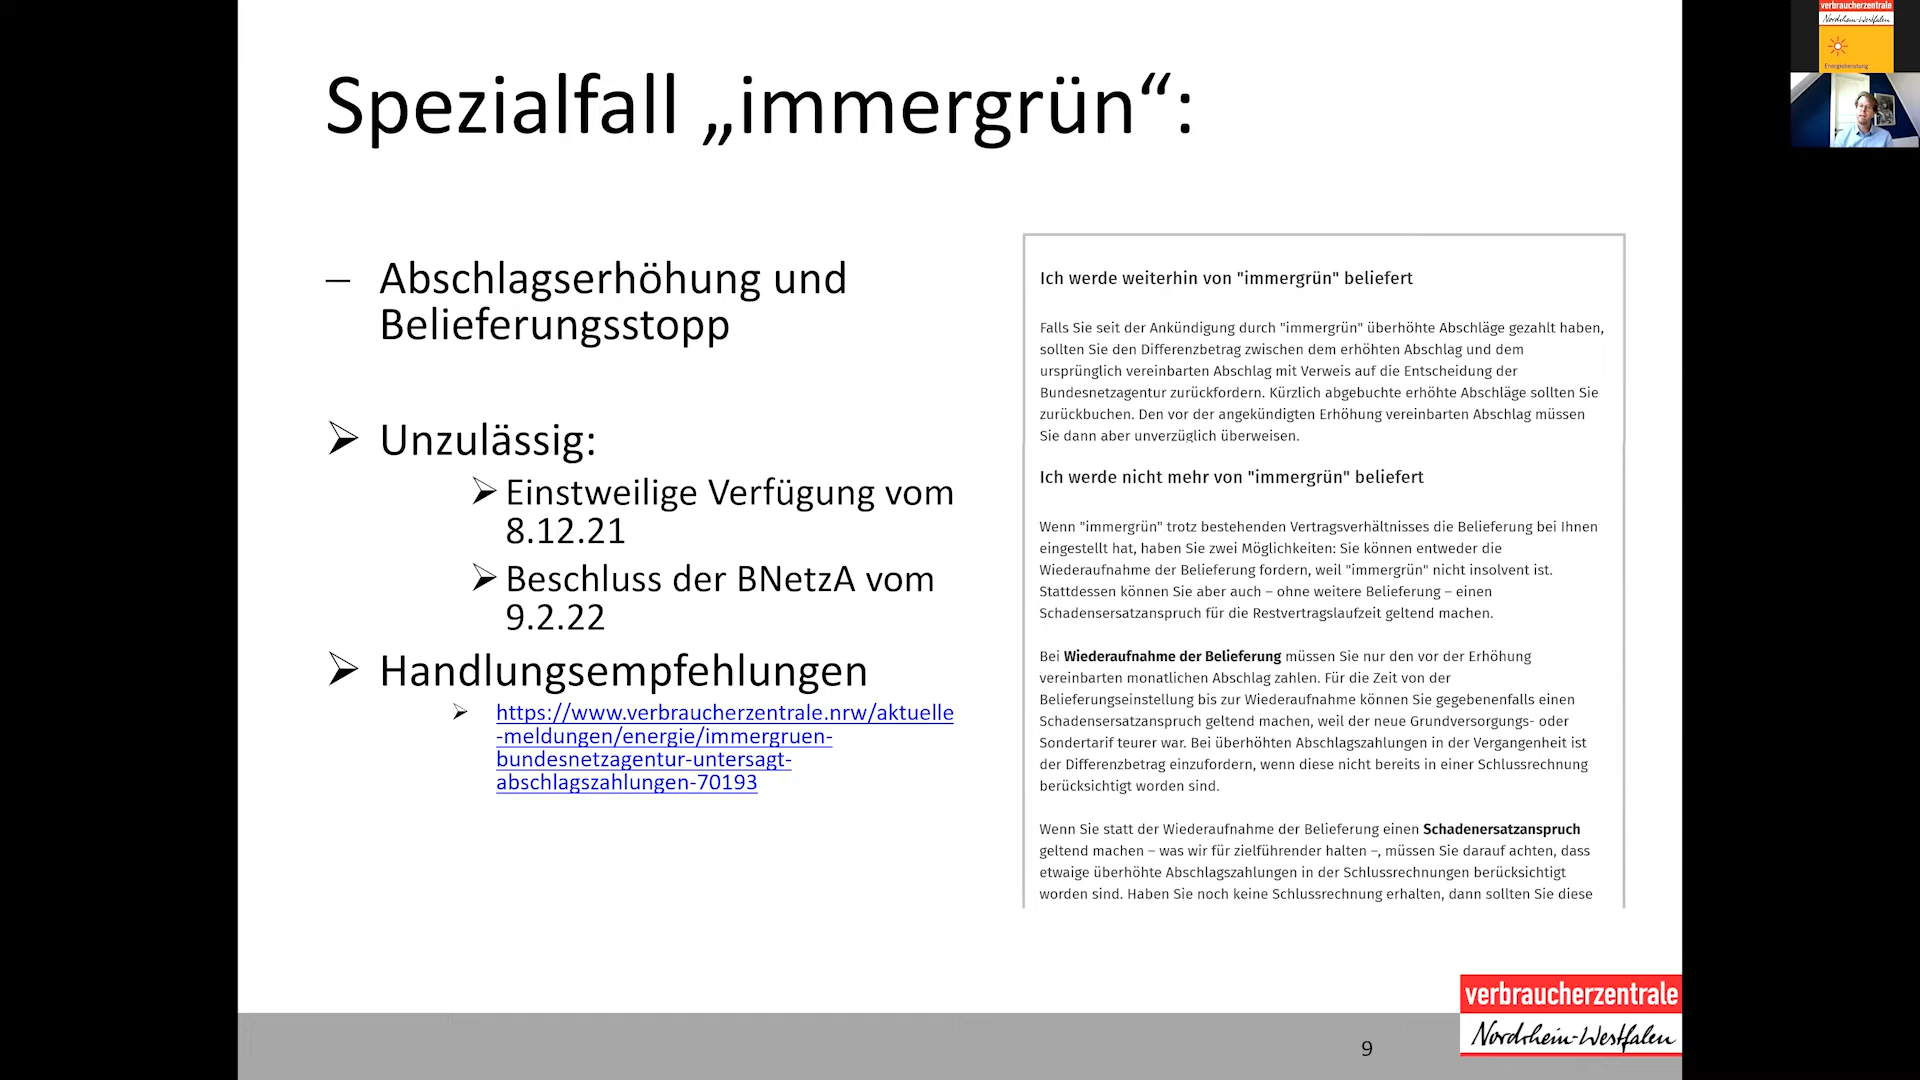 Spezialfall „immergrün“:
– Abschlagserhöhung und
Belieferungsstopp
➢ Unzulässig:
➢ Einstweilige Verfügung vom
8.12.21
➢ Beschluss der BNetzA vom
9.2.22
➢ Handlungsempfehlungen
➢ https://www.verbraucherzentrale.nrw/aktuelle
-meldungen/energie/immergruen-
bundesnetzagentur-untersagt-
abschlagszahlungen-70193
Ich werde weiterhin von "immergrün" beliefert
Falls Sie seit der Ankündigung durch "immergrün" überhöhte Abschläge gezahlt haben,
sollten Sie den Differenzbetrag zwischen dem erhöhten Abschlag und dem
ursprünglich vereinbarten Abschlag mit Verweis auf die Entscheidung der
Bundesnetzagentur zurückfordern. Kürzlich abgebuchte erhöhte Abschläge sollten Sie
zurückbuchen. Den vor der angekündigten Erhöhung vereinbarten Abschlag müssen
Sie dann aber unverzüglich überweisen.
Ich werde nicht mehr von "immergrün" beliefert
Wenn "immergrün" trotz bestehenden Vertragsverhältnisses die Belieferung bei Ihnen
eingestellt hat, haben Sie zwei Möglichkeiten: Sie können entweder die
Wiederaufnahme der Belieferung fordern, weil "immergrün" nicht insolvent ist.
Stattdessen können Sie aber auch – ohne weitere Belieferung – einen
Schadensersatzanspruch für die Restvertragslaufzeit geltend machen.
Bei Wiederaufnahme der Belieferung müssen Sie nur den vor der Erhöhung
vereinbarten monatlichen Abschlag zahlen. Für die Zeit von der
Belieferungseinstellung bis zur Wiederaufnahme können Sie gegebenenfalls einen
Schadensersatzanspruch geltend machen, weil der neue Grundversorgungs- oder
Sondertarif teurer war. Bei überhöhten Abschlagszahlungen in der Vergangenheit ist
der Differenzbetrag einzufordern, wenn diese nicht bereits in einer Schlussrechnung
berücksichtigt worden sind.
Wenn Sie statt der Wiederaufnahme der Belieferung einen Schadenersatzanspruch
geltend machen – was wir für zielführender halten –, müssen Sie darauf achten, dass
etwaige überhöhte Abschlagszahlungen in der Schlussrechnungen berücksichtigt
worden sind. Haben Sie noch keine Schlussrechnung erhalten, dann sollten Sie diese
verbraucherzentrale
Nordrhein-Westfalen
9
verbraucherzentrale
Nordrhein-Westfalen
Energieberatung